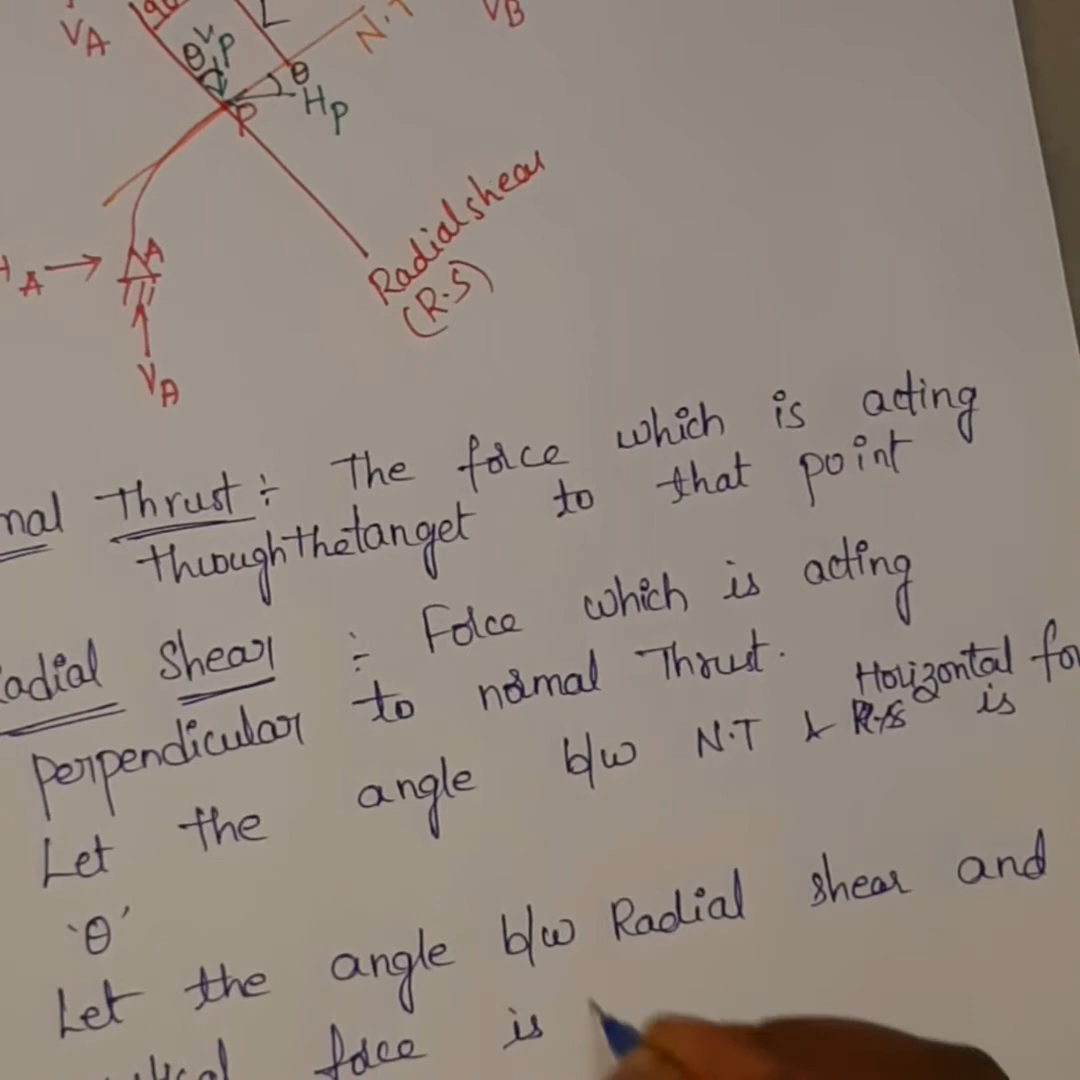 VA
90
L
N.T
VB
θ
VP
θ
P
HP
A
HA
VA
Radial shear
(R.S)
Thrust ÷ The force which is acting
through the tanget to that point
Shear ÷ Force which is acting
perpendicular to normal Thrust.
Horizontal
Let the angle b/w N.T & is
'θ'
Let the angle b/w Radial shear and
force is